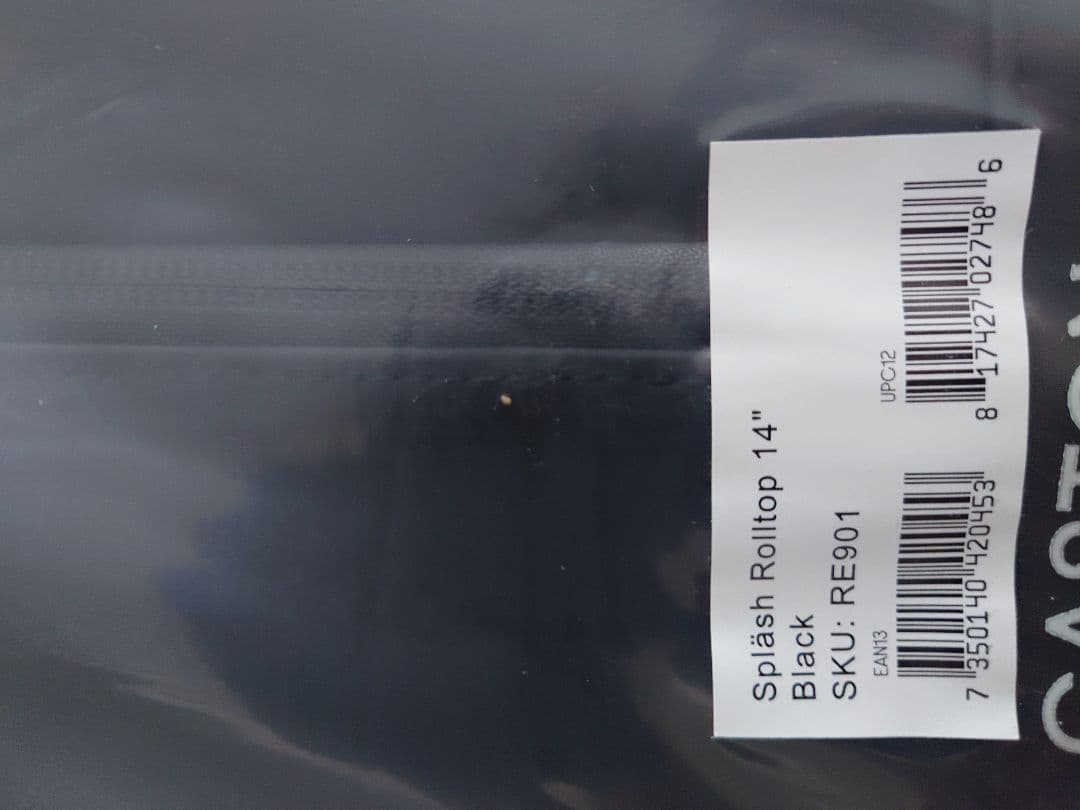 Spläsh Rolltop 14"
Black
SKU: RE901
EAN13
7 350140 420453
UPC12
8 17427 02748 6